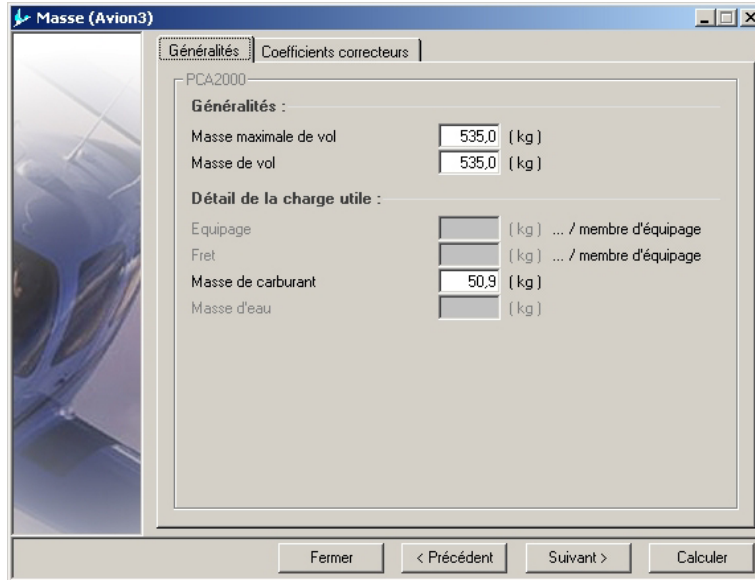 Masse (Avion3)
Généralités Coefficients correcteurs
PCA2000
Généralités :
Masse maximale de vol 535,0 (kg)
Masse de vol 535,0 (kg)
Détail de la charge utile :
Equipage (kg) ... / membre d'équipage
Fret (kg) ... / membre d'équipage
Masse de carburant 50,9 (kg)
Masse d'eau (kg)
Fermer < Précédent Suivant > Calculer